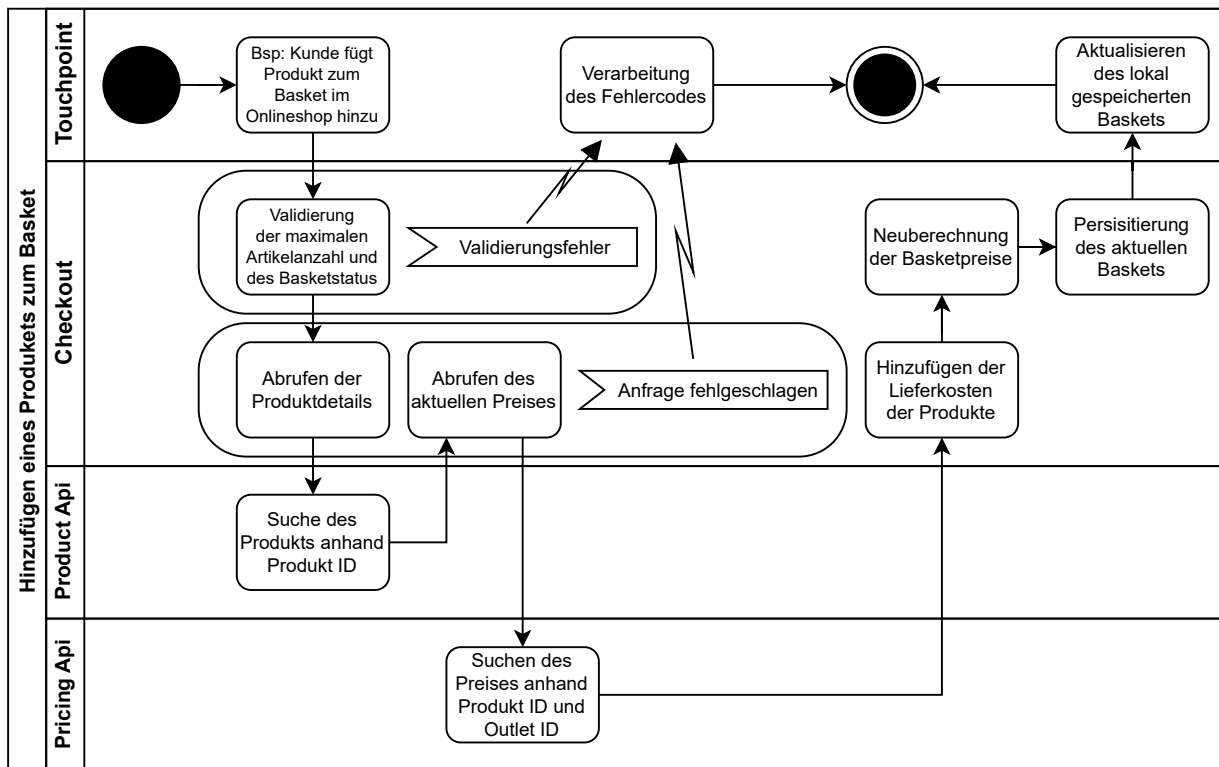 Hinzufügen eines Produkets zum Basket
Touchpoint
Bsp: Kunde fügt
Produkt zum
Basket im
Onlineshop hinzu
Verarbeitung
des Fehlercodes
Aktualisieren
des lokal
gespeicherten
Baskets
Checkout
Validierung
der maximalen
Artikelanzahl und
des Basketstatus
Validierungsfehler
Neuberechnung
der Basketpreise
Persisitierung
des aktuellen
Baskets
Abrufen der
Produktdetails
Abrufen des
aktuellen Preises
Anfrage fehlgeschlagen
Hinzufügen der
Lieferkosten
der Produkte
Product Api
Suche des
Produkts anhand
Produkt ID
Pricing Api
Suchen des
Preises anhand
Produkt ID und
Outlet ID